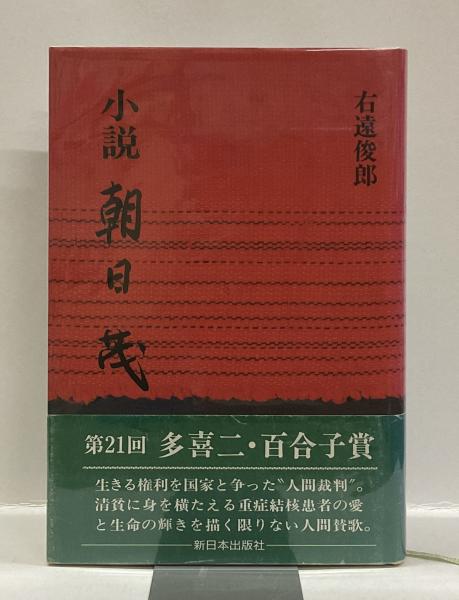 右遠俊郎
小説 朝日茂
第21回 多喜二・百合子賞
生きる権利を国家と争った〝人間裁判〟。
清貧に身を横たえる重症結核患者の愛
と生命の輝きを描く限りない人間賛歌。
新日本出版社